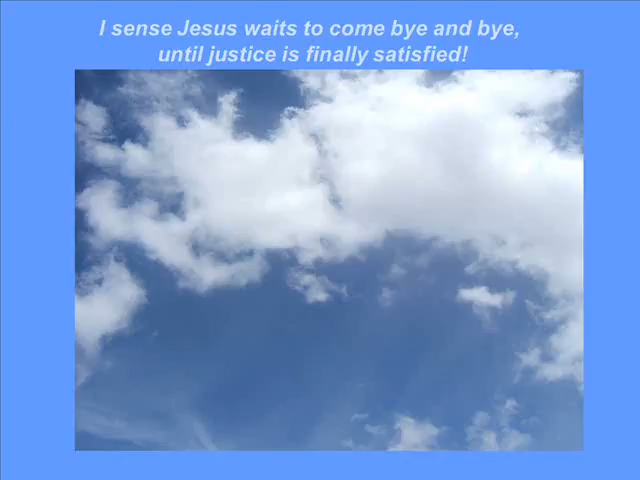 I sense Jesus waits to come bye and bye,
until justice is finally satisfied!